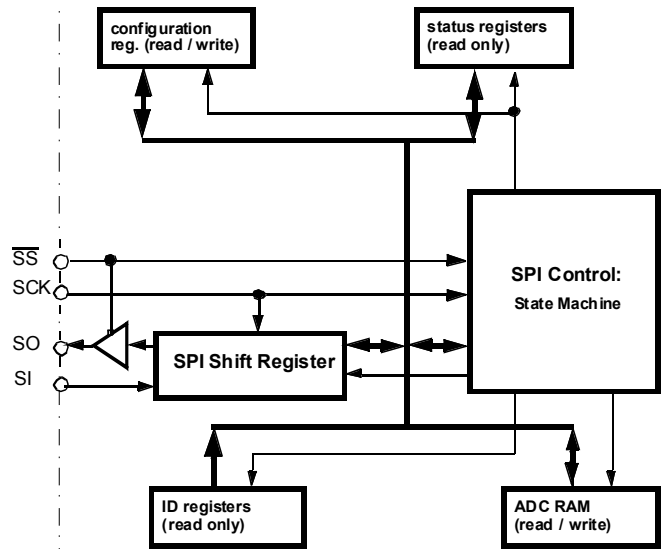 configuration
reg. (read / write)
status registers
(read only)
SS
SCK
SO
SI
SPI Control:
State Machine
SPI Shift Register
ID registers
(read only)
ADC RAM
(read / write)